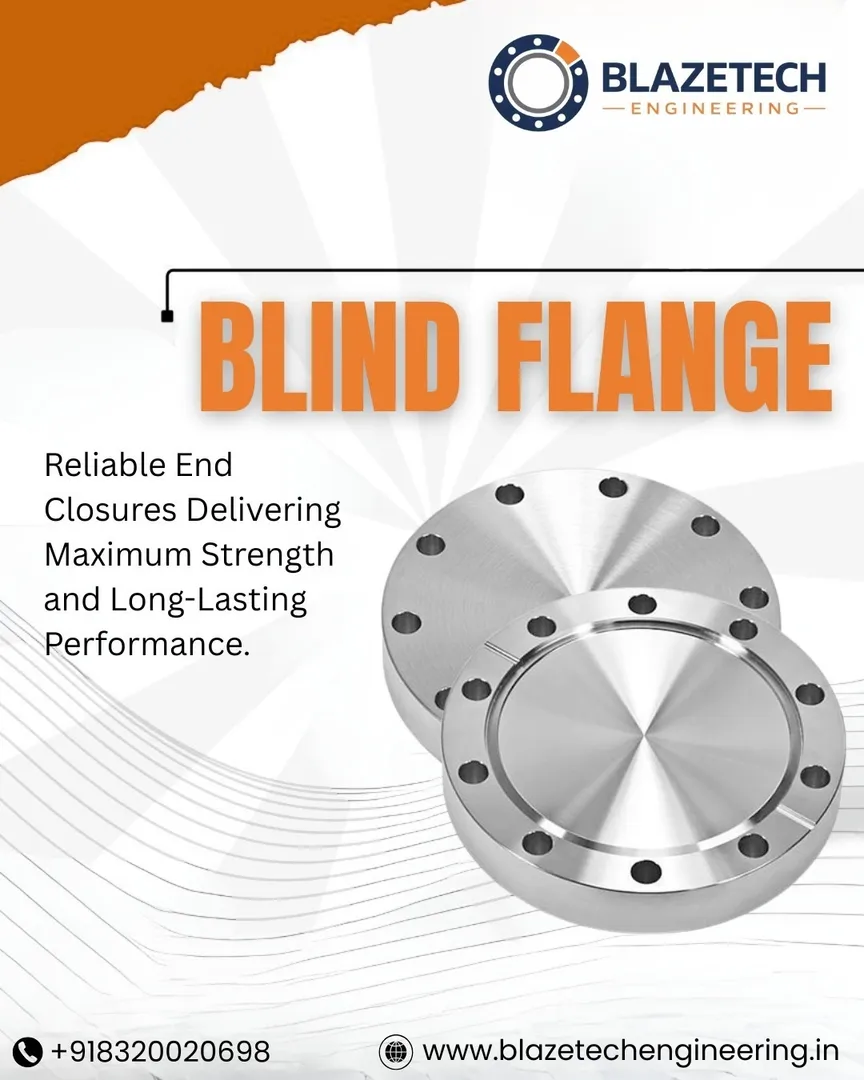 BLAZETECH
ENGINEERING
BLIND FLANGE
Reliable End
Closures Delivering
Maximum Strength
and Long-Lasting
Performance.
+918320020698
www.blazetechengineering.in